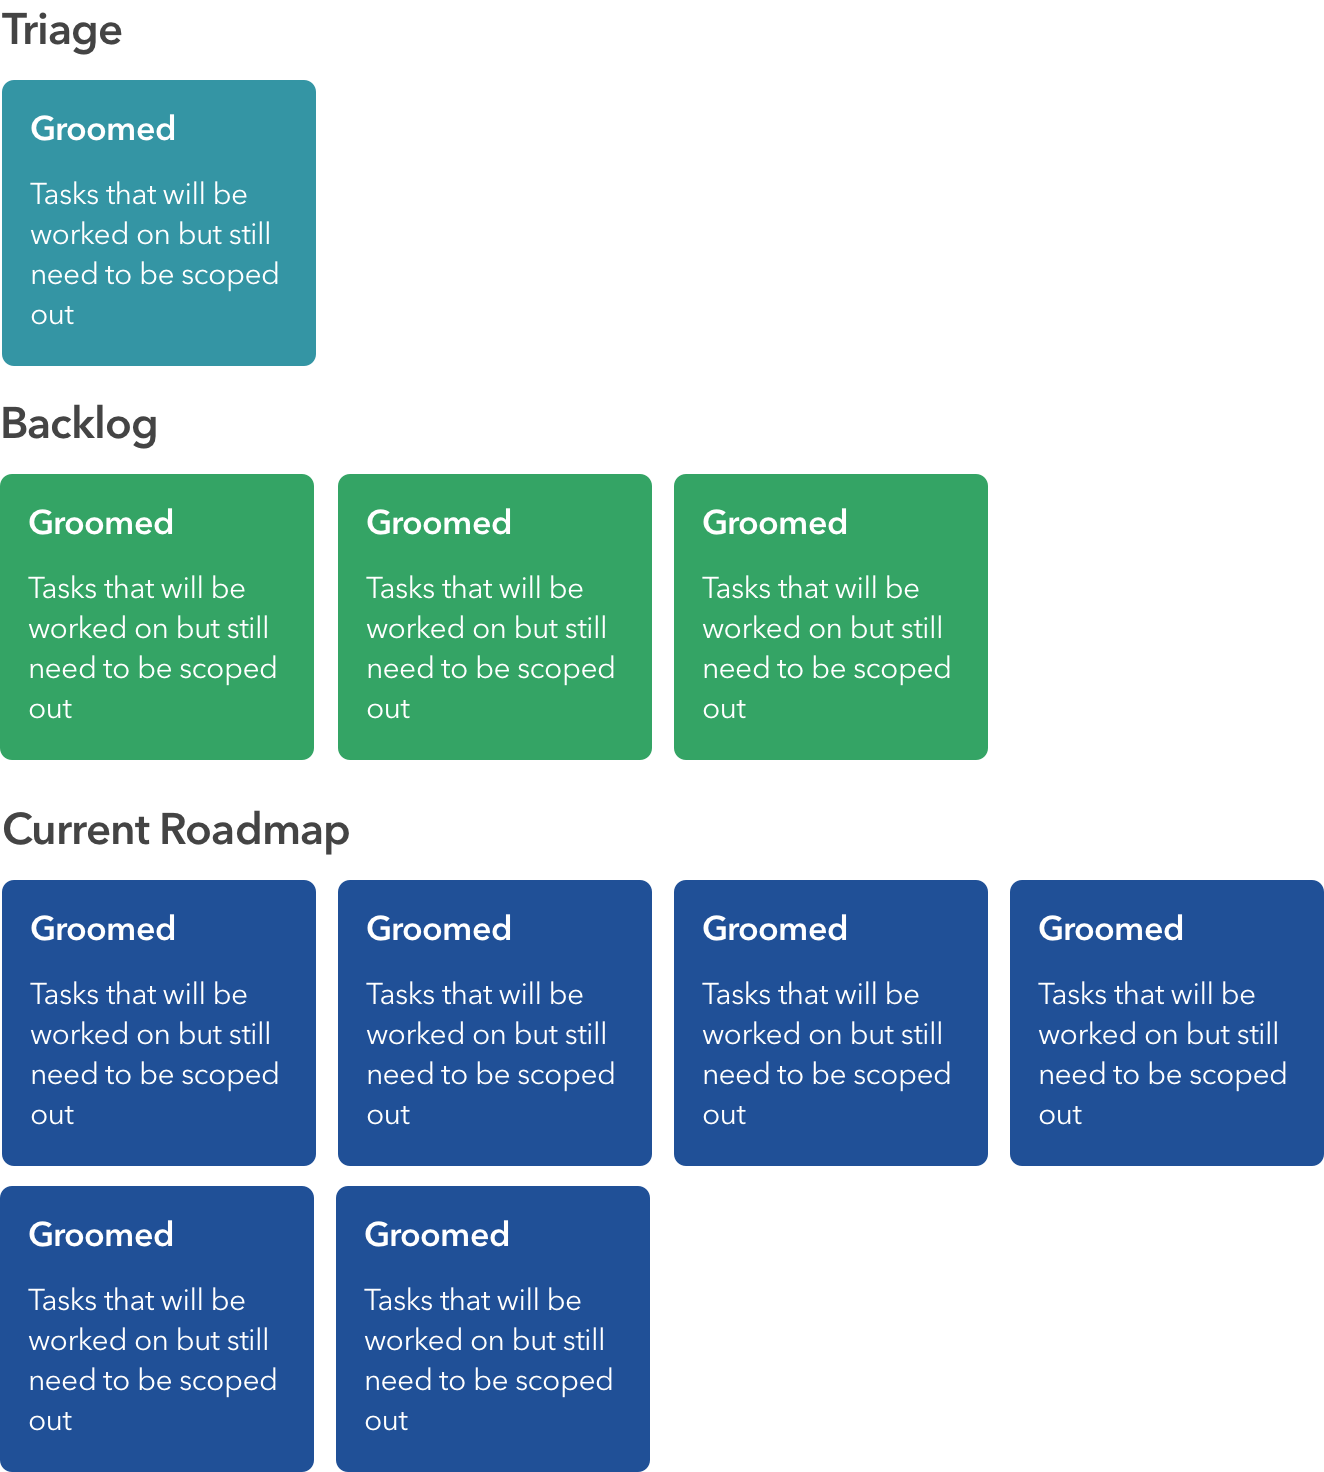 Triage
Groomed
Tasks that will be
worked on but still
need to be scoped
out
Backlog
Groomed
Tasks that will be
worked on but still
need to be scoped
out
Groomed
Tasks that will be
worked on but still
need to be scoped
out
Groomed
Tasks that will be
worked on but still
need to be scoped
out
Current Roadmap
Groomed
Tasks that will be
worked on but still
need to be scoped
out
Groomed
Tasks that will be
worked on but still
need to be scoped
out
Groomed
Tasks that will be
worked on but still
need to be scoped
out
Groomed
Tasks that will be
worked on but still
need to be scoped
out
Groomed
Tasks that will be
worked on but still
need to be scoped
out
Groomed
Tasks that will be
worked on but still
need to be scoped
out